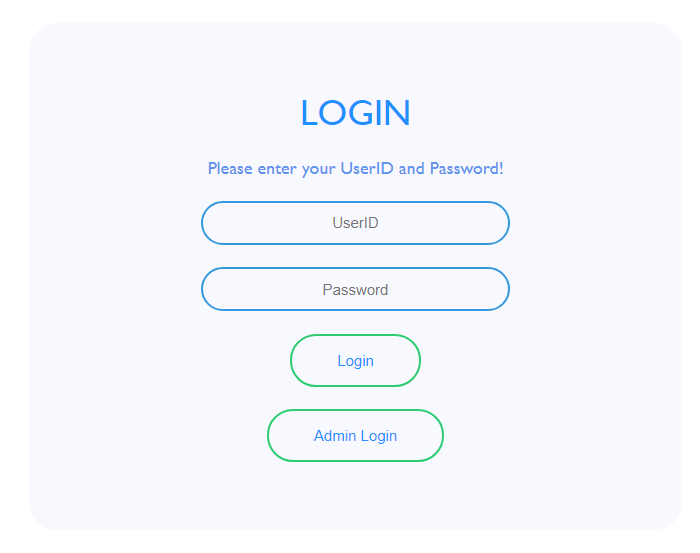 LOGIN
Please enter your UserID and Password!
UserID
Password
Login
Admin Login